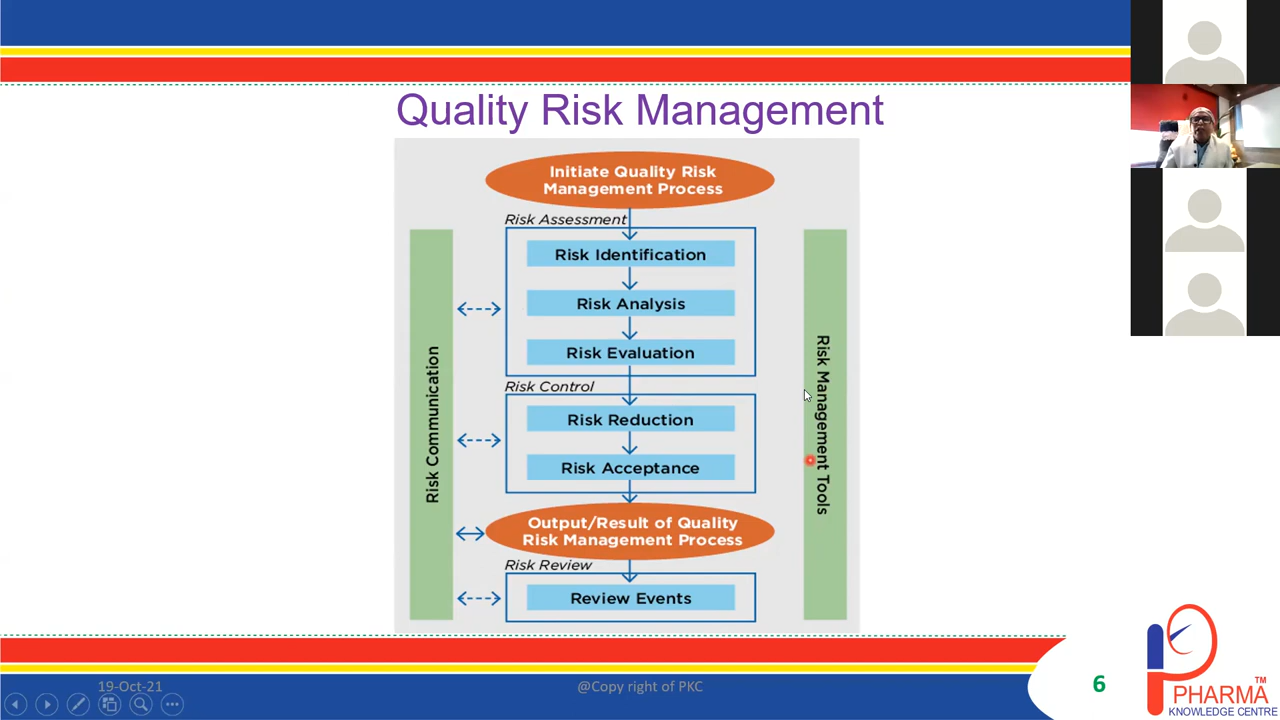 Quality Risk Management
Initiate Quality Risk
Management Process
Risk Assessment
Risk Identification
Risk Analysis
Risk Evaluation
Risk Control
Risk Reduction
Risk Acceptance
Output/Result of Quality
Risk Management Process
Risk Review
Review Events
Risk Communication
Risk Management Tools
19-Oct-21
@Copy right of PKC
6
TM
PHARMA
KNOWLEDGE CENTRE